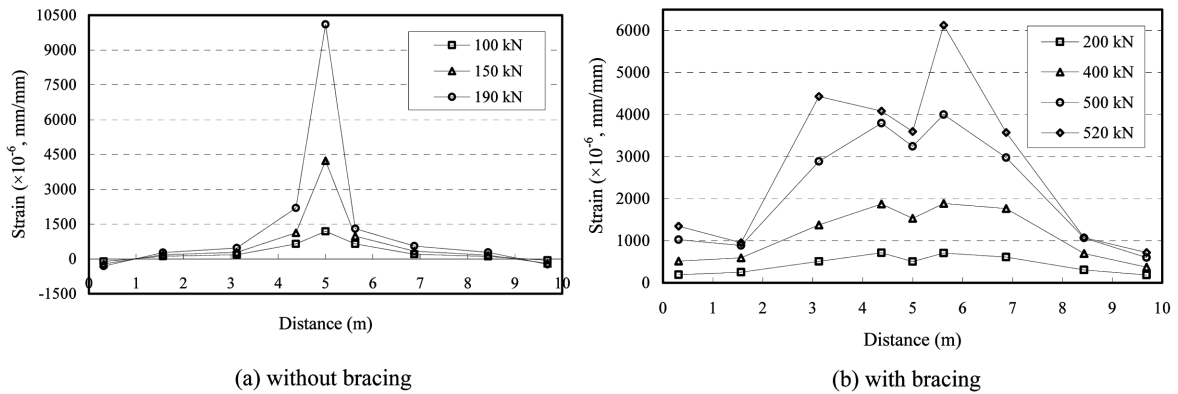 10500
9000
7500
6000
4500
3000
1500
0
-1500
Strain (×10⁻⁶, mm/mm)
0 1 2 3 4 5 6 7 8 9 10
Distance (m)
100 kN
150 kN
190 kN
(a) without bracing
6000
5000
4000
3000
2000
1000
0
Strain (×10⁻⁶, mm/mm)
0 1 2 3 4 5 6 7 8 9 10
Distance (m)
200 kN
400 kN
500 kN
520 kN
(b) with bracing